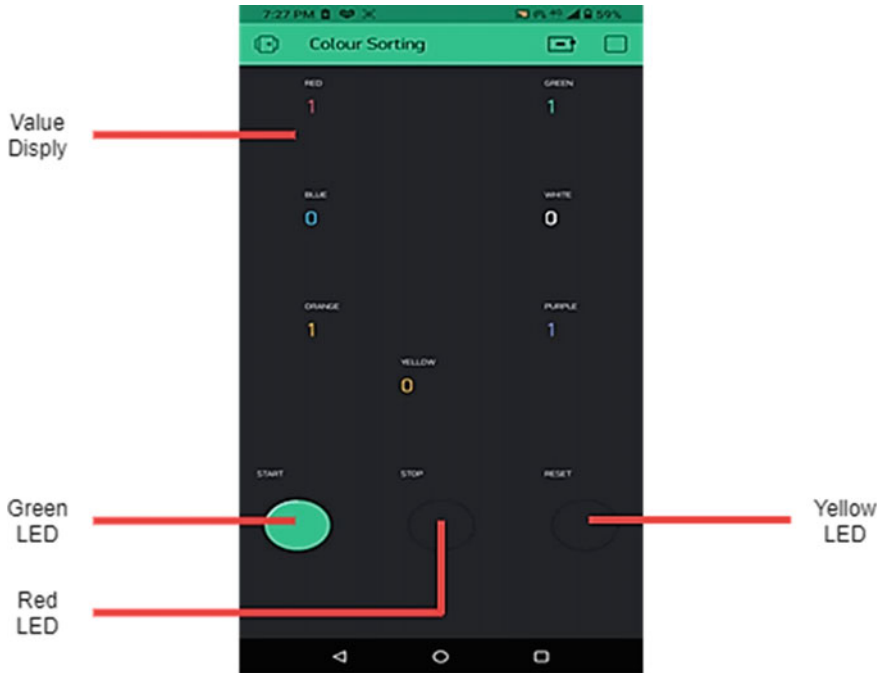 7:27 PM
4G 59%
Colour Sorting
RED
GREEN
1
1
Value
Disply
BLUE
WHITE
0
0
ORANGE
PURPLE
1
1
YELLOW
0
START
STOP
RESET
Green
LED
Yellow
LED
Red
LED